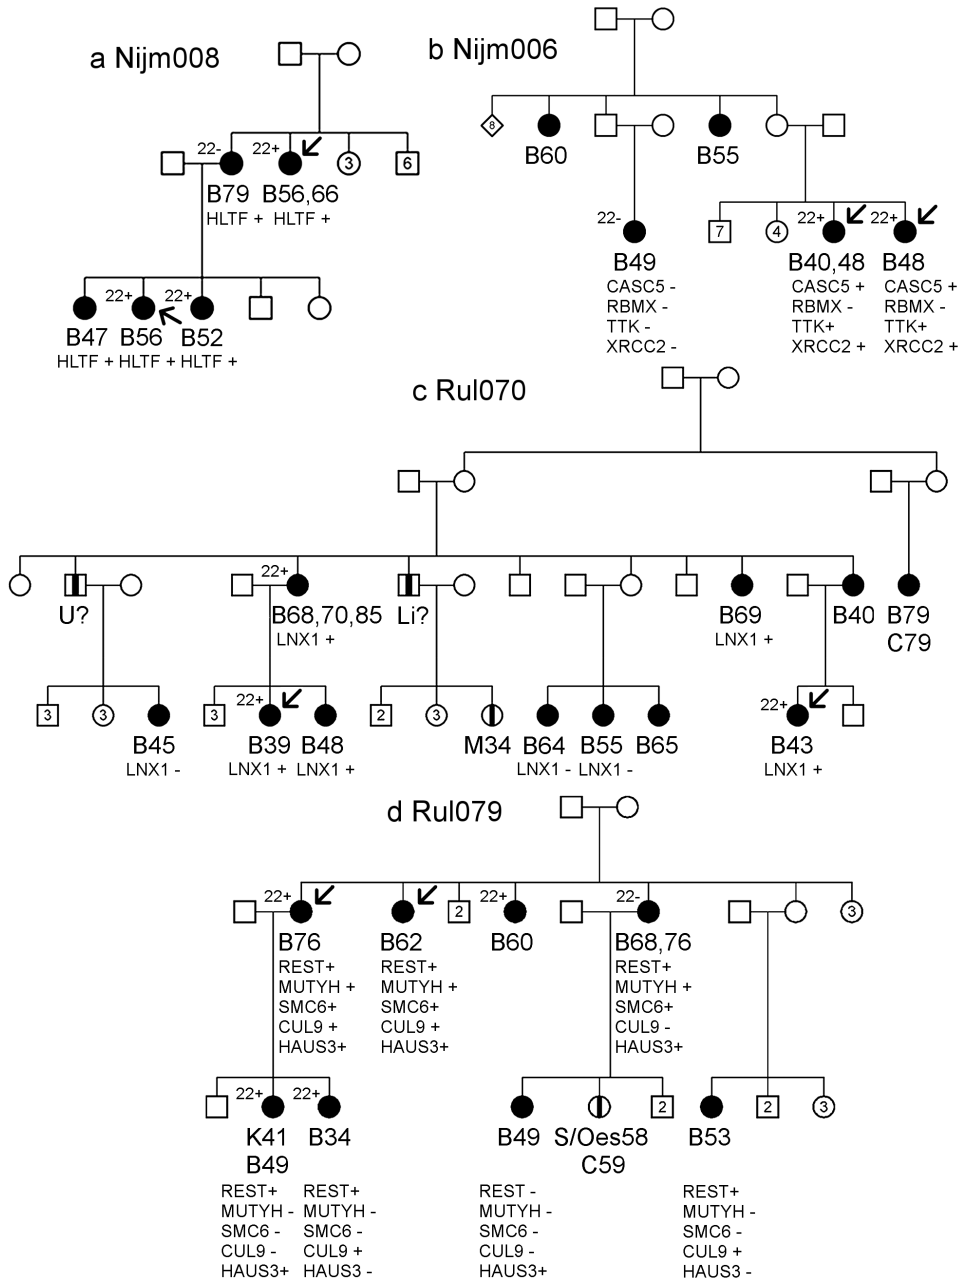 a Nijm008
22-
22+
3
6
B79
B56,66
HLTF +
HLTF +
22+
22+
B47
B56
B52
HLTF +
HLTF +
HLTF +
b Nijm006
8
B60
B55
22-
7
4
22+
22+
B49
B40,48
B48
CASC5 -
RBMX -
TTK -
XRCC2 -
CASC5 +
RBMX -
TTK+
XRCC2 +
CASC5 +
RBMX -
TTK+
XRCC2 +
c Rul070
22+
U?
B68,70,85
LNX1 +
Li?
B69
LNX1 +
B40
B79
C79
3
3
B45
LNX1 -
3
22+
B39
LNX1 +
B48
LNX1 +
2
3
M34
B64
LNX1 -
B55
LNX1 -
B65
22+
B43
LNX1 +
d Rul079
22+
2
22+
22-
3
B76
REST+
MUTYH +
SMC6+
CUL9 +
HAUS3+
B62
REST+
MUTYH +
SMC6+
CUL9 +
HAUS3+
B60
B68,76
REST+
MUTYH +
SMC6+
CUL9 -
HAUS3+
22+
22+
2
2
3
K41
B49
REST+
MUTYH -
SMC6 -
CUL9 -
HAUS3+
B34
REST+
MUTYH -
SMC6 -
CUL9 +
HAUS3 -
B49
REST -
MUTYH -
SMC6 -
CUL9 -
HAUS3+
S/Oes58
C59
B53
REST+
MUTYH -
SMC6 -
CUL9 +
HAUS3 -